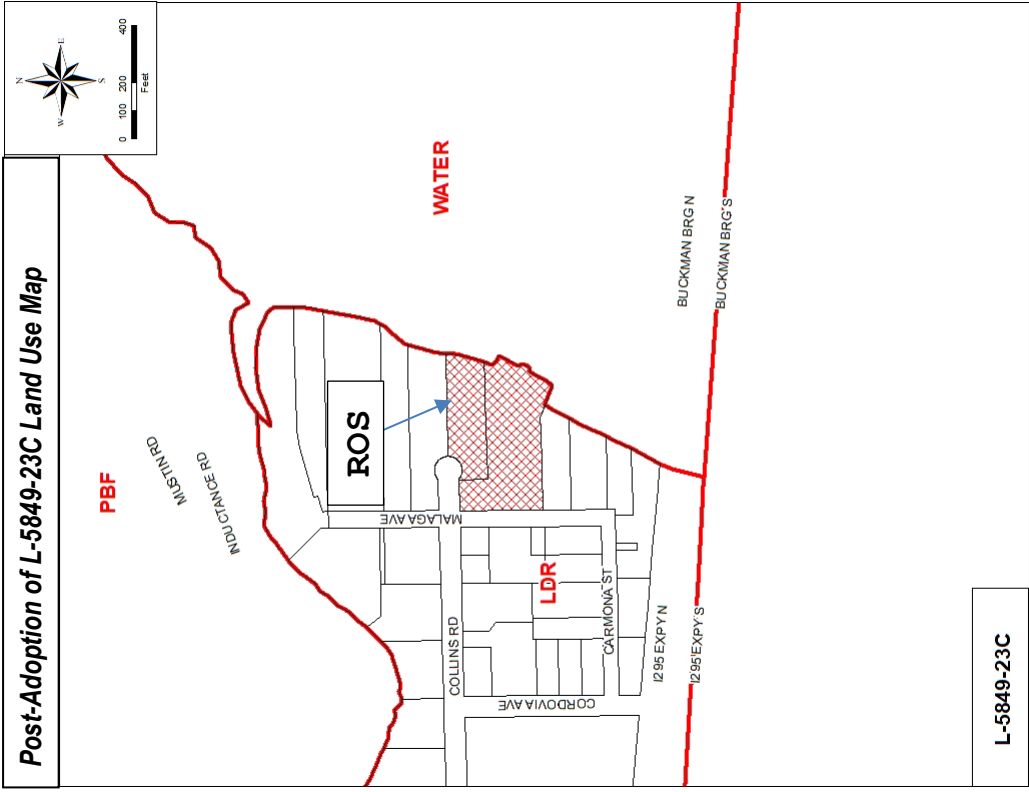 Post-Adoption of L-5849-23C Land Use Map
N
E
S
W
0 100 200 400
Feet
WATER
PBF
MUSTIN RD
INDUCTANCE RD
ROS
MALAGA AVE
BUCKMAN BRG N
BUCKMAN BRG S
LDR
COLLINS RD
CARMONA ST
CORDOVIA AVE
I295 EXPY N
I295 EXPY S
L-5849-23C